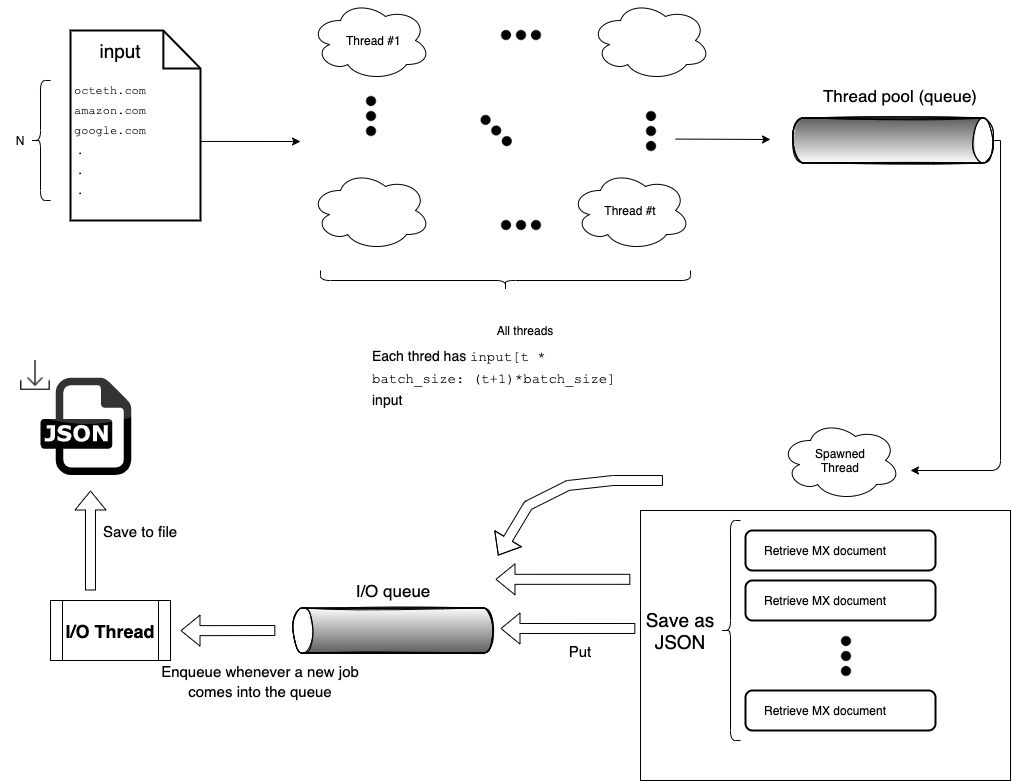 input
octeth.com
amazon.com
google.com
.
.
.
N
Thread #1
Thread #t
Thread pool (queue)
All threads
Each thred has input[t *
batch_size: (t+1)*batch_size]
input
Spawned
Thread
Retrieve MX document
Retrieve MX document
Retrieve MX document
Save as
JSON
Put
I/O queue
Enqueue whenever a new job
comes into the queue
I/O Thread
Save to file
JSON